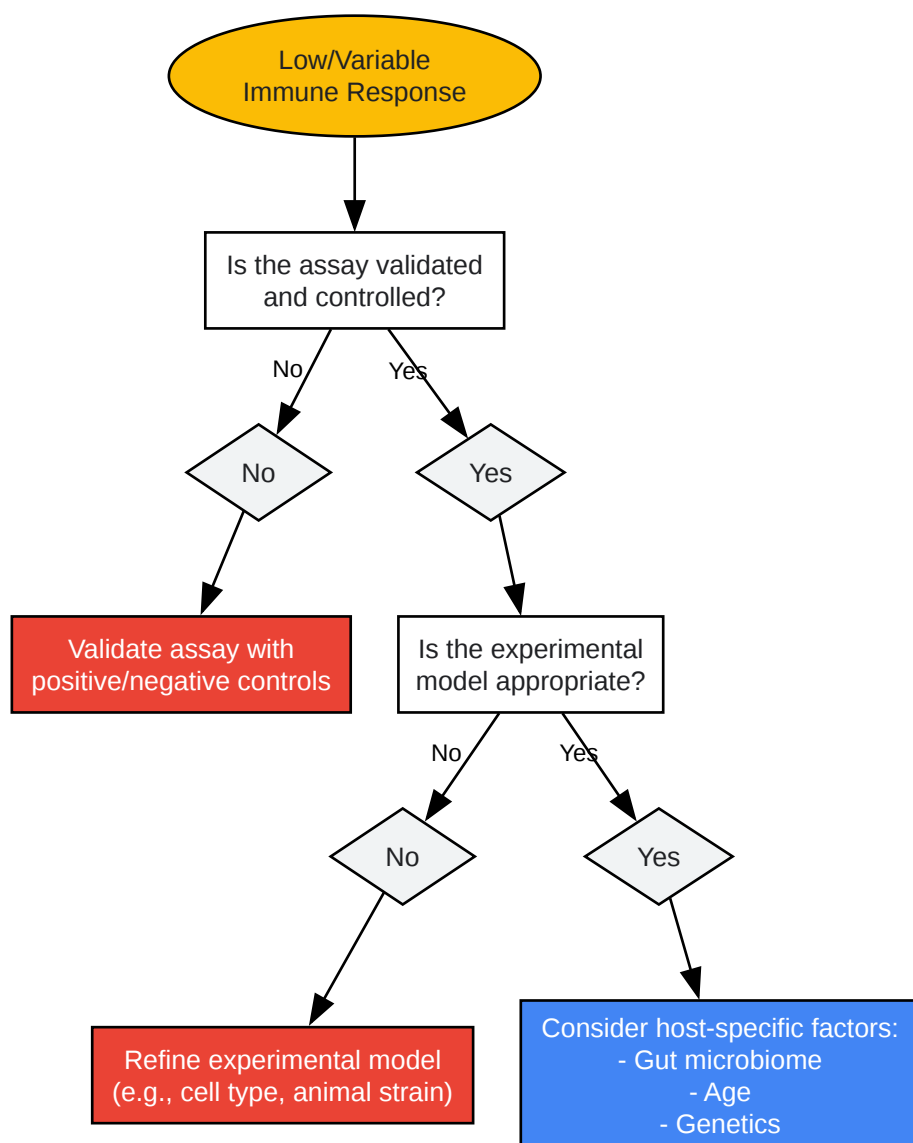 Low/Variable
Immune Response
Is the assay validated
and controlled?
No
Yes
No
Yes
Validate assay with
positive/negative controls
Is the experimental
model appropriate?
No
Yes
No
Yes
Refine experimental model
(e.g., cell type, animal strain)
Consider host-specific factors:
- Gut microbiome
- Age
- Genetics